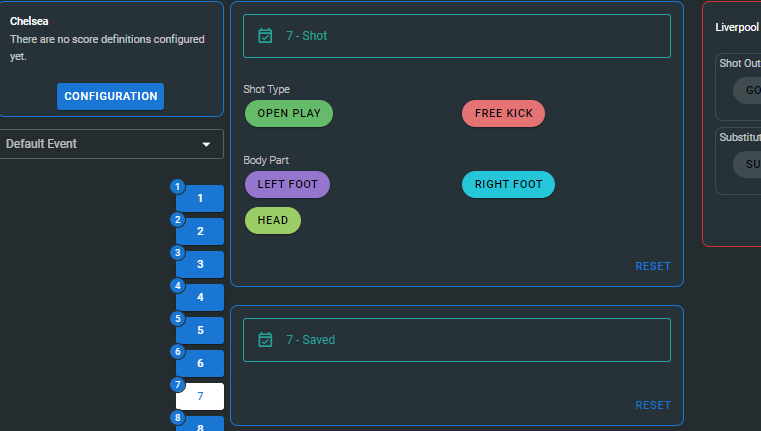 Chelsea
There are no score definitions configured
yet.
CONFIGURATION
Default Event
1
1
2
2
3
3
4
4
5
5
6
6
7
7
8
8
7 - Shot
Shot Type
OPEN PLAY
FREE KICK
Body Part
LEFT FOOT
RIGHT FOOT
HEAD
RESET
7 - Saved
RESET
Liverpool
Shot Out
GO
Substitut
SU